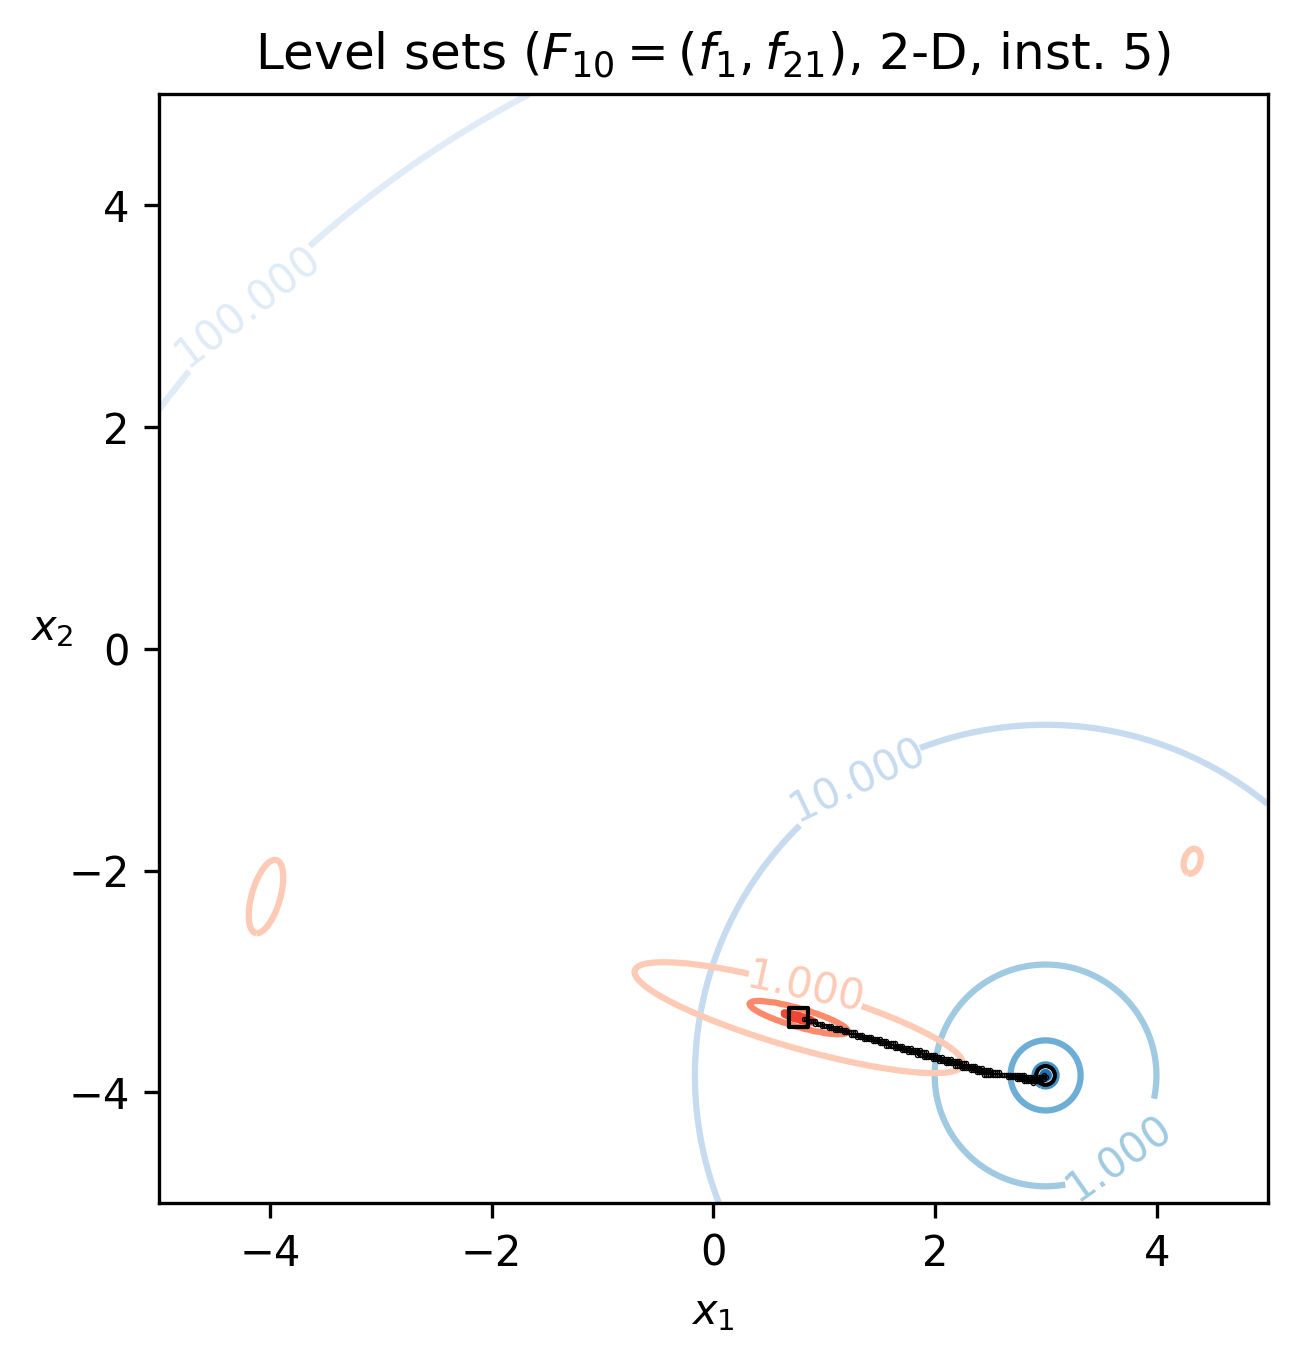 Level sets (F₁₀ = (f₁, f₂₁), 2-D, inst. 5)
4
100.000
2
x₂
0
10.000
−2
1.000
−4
1.000
−4 −2 0 2 4
x₁